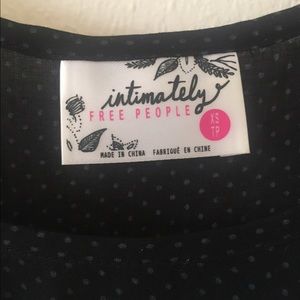 intimately
FREE PEOPLE
XS
TP
MADE IN CHINA FABRIQUÉ EN CHINE